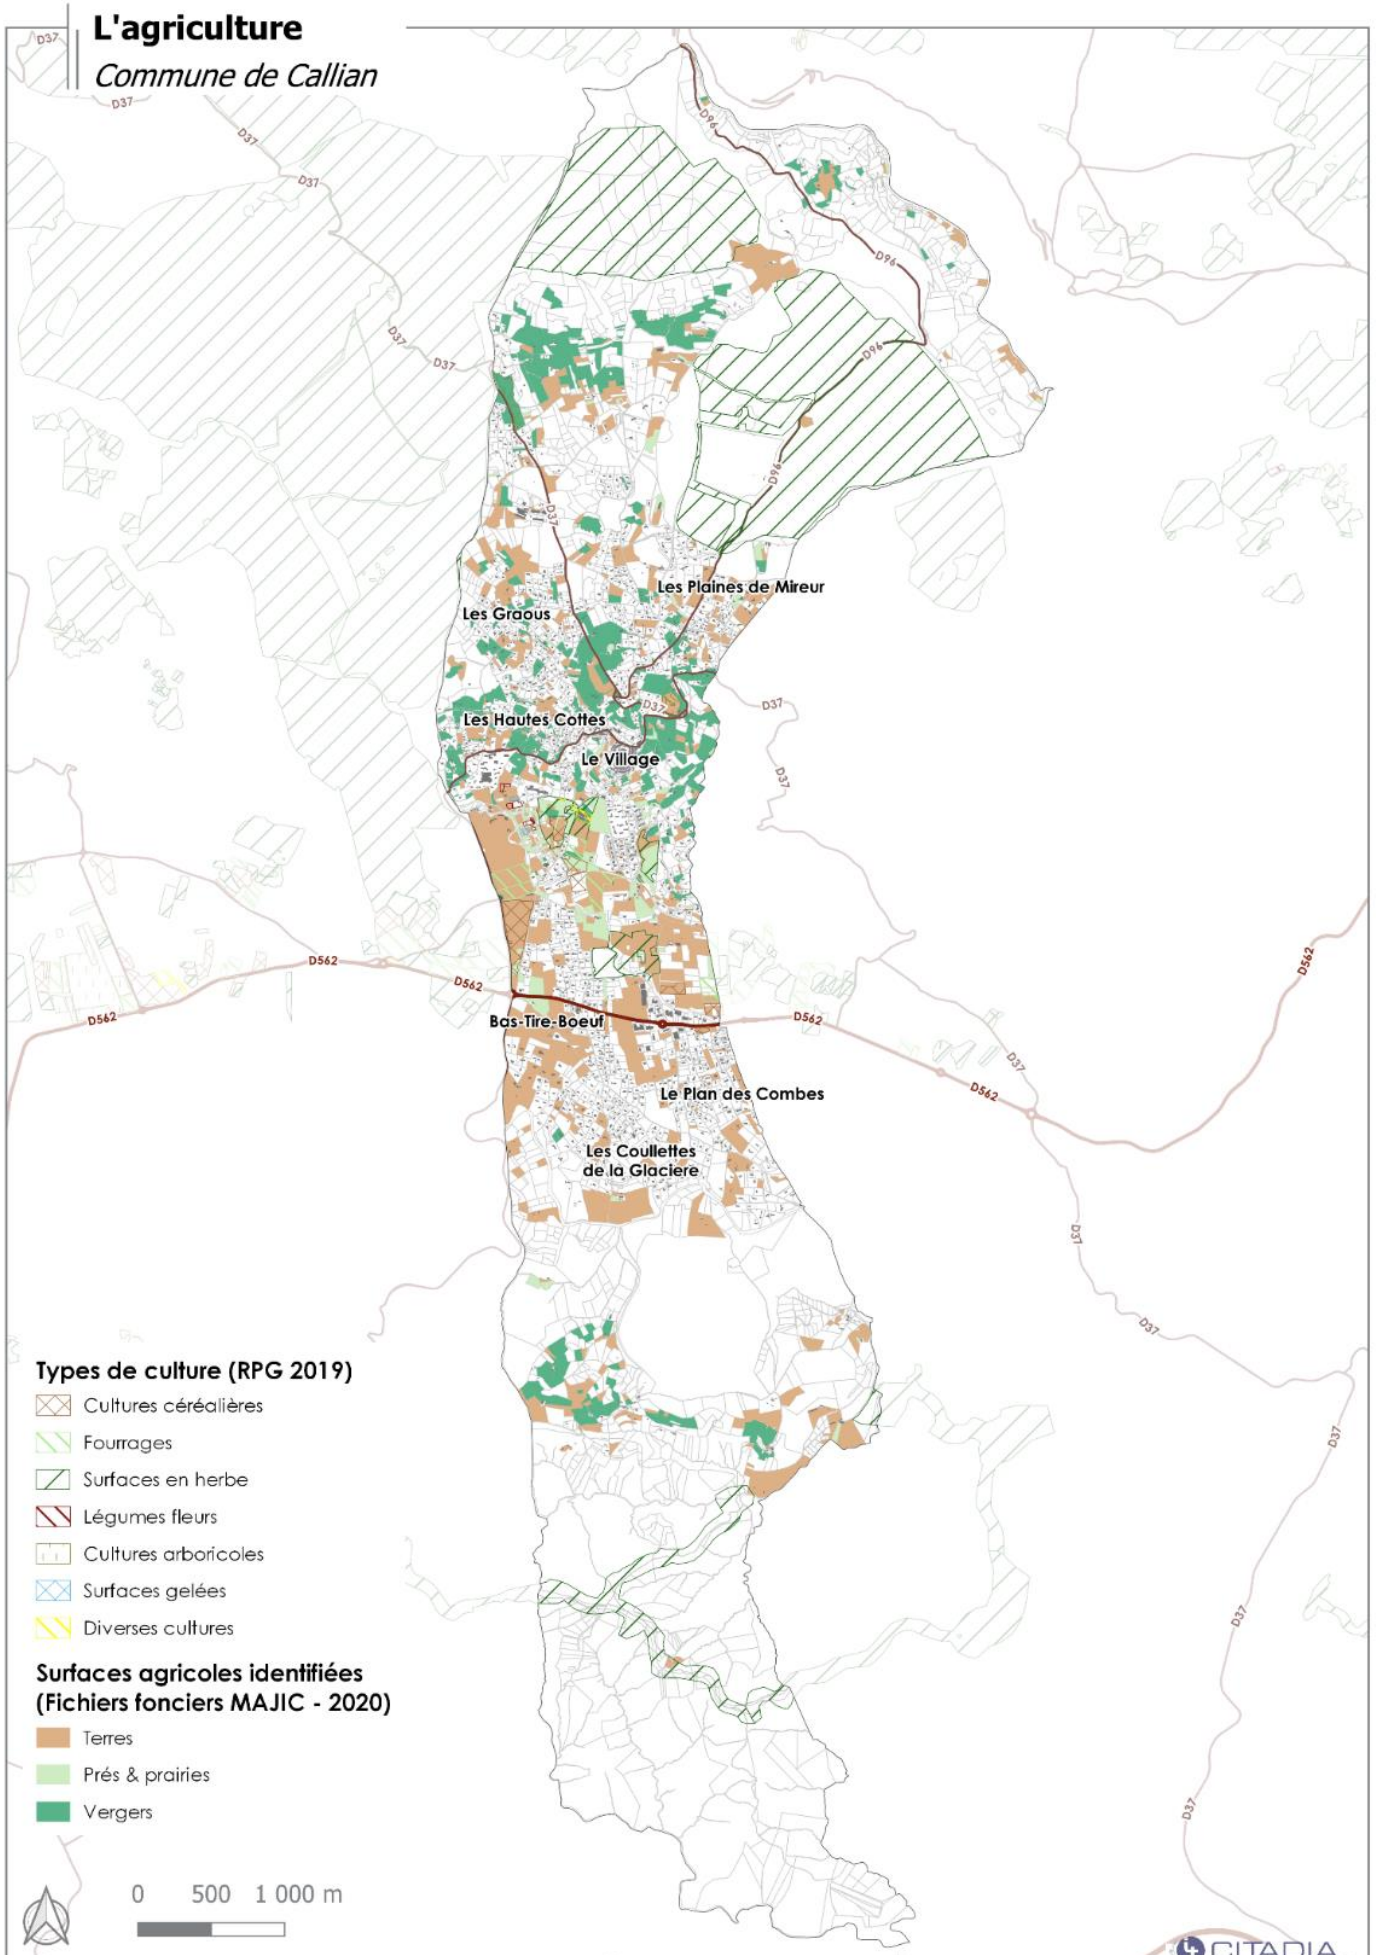 L'agriculture
Commune de Callian
D37
D37
D37
D37
D96
D96
D37
D37
D96
D96
D37
Les Plaines de Mireur
Les Graous
D37
D37
Les Hautes Cottes
Le Village
D37
D562
D562
D562
D562
Bas-Tire-Boeuf
D562
D37
D562
Le Plan des Combes
Les Coullettes
de la Glaciere
D37
D37
Types de culture (RPG 2019)
Cultures céréalières
Fourrages
D37
Surfaces en herbe
Légumes fleurs
Cultures arboricoles
Surfaces gelées
D37
Diverses cultures
Surfaces agricoles identifiées
(Fichiers fonciers MAJIC - 2020)
Terres
Prés & prairies
Vergers
D37
0 500 1 000 m
CITADIA